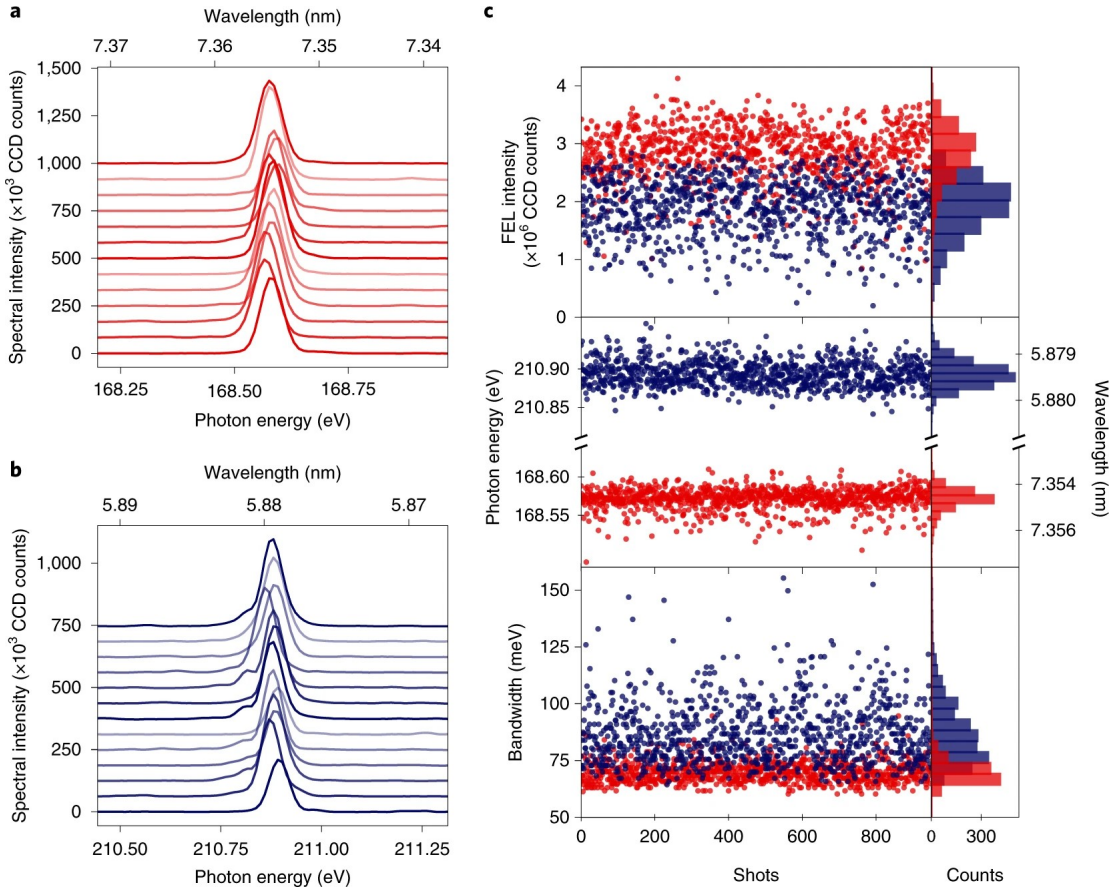 a
Wavelength (nm)
7.37 7.36 7.35 7.34
1,500
1,250
1,000
750
500
250
0
Spectral intensity (×10³ CCD counts)
168.25 168.50 168.75
Photon energy (eV)
b
Wavelength (nm)
5.89 5.88 5.87
1,000
750
500
250
0
Spectral intensity (×10³ CCD counts)
210.50 210.75 211.00 211.25
Photon energy (eV)
c
4
3
2
1
0
FEL intensity
(×10⁶ CCD counts)
210.90
210.85
168.60
168.55
Photon energy (eV)
5.879
5.880
7.354
7.356
Wavelength (nm)
150
125
100
75
50
Bandwidth (meV)
0 200 400 600 800 0 300
Shots Counts